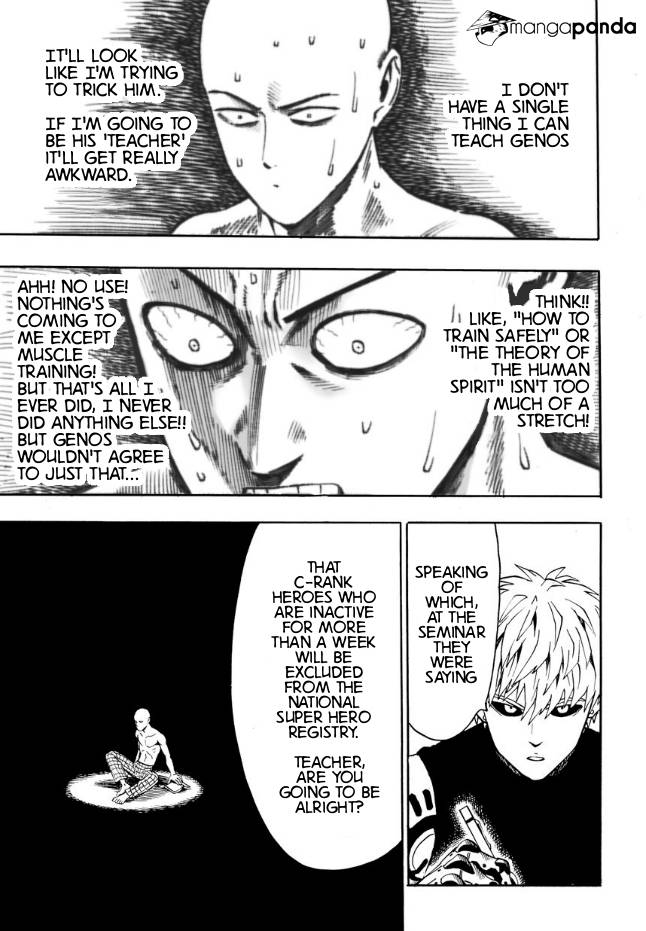 mangapanda
I DON'T
HAVE A SINGLE
THING I CAN
TEACH GENOS
IT'LL LOOK
LIKE I'M TRYING
TO TRICK HIM.
IF I'M GOING TO
BE HIS 'TEACHER'
IT'LL GET REALLY
AWKWARD.
THINK!!
LIKE, "HOW TO
TRAIN SAFELY" OR
"THE THEORY OF
THE HUMAN
SPIRIT" ISN'T TOO
MUCH OF A
STRETCH!
AHH! NO USE!
NOTHING'S
COMING TO
ME EXCEPT
MUSCLE
TRAINING!
BUT THAT'S ALL I
EVER DID, I NEVER
DID ANYTHING ELSE!!
BUT GENOS
WOULDN'T AGREE
TO JUST THAT...
SPEAKING
OF
WHICH,
AT THE
SEMINAR
THEY
WERE
SAYING
THAT
C-RANK
HEROES WHO
ARE INACTIVE
FOR MORE
THAN A WEEK
WILL BE
EXCLUDED
FROM THE
NATIONAL
SUPER HERO
REGISTRY.
TEACHER,
ARE YOU
GOING TO BE
ALRIGHT?